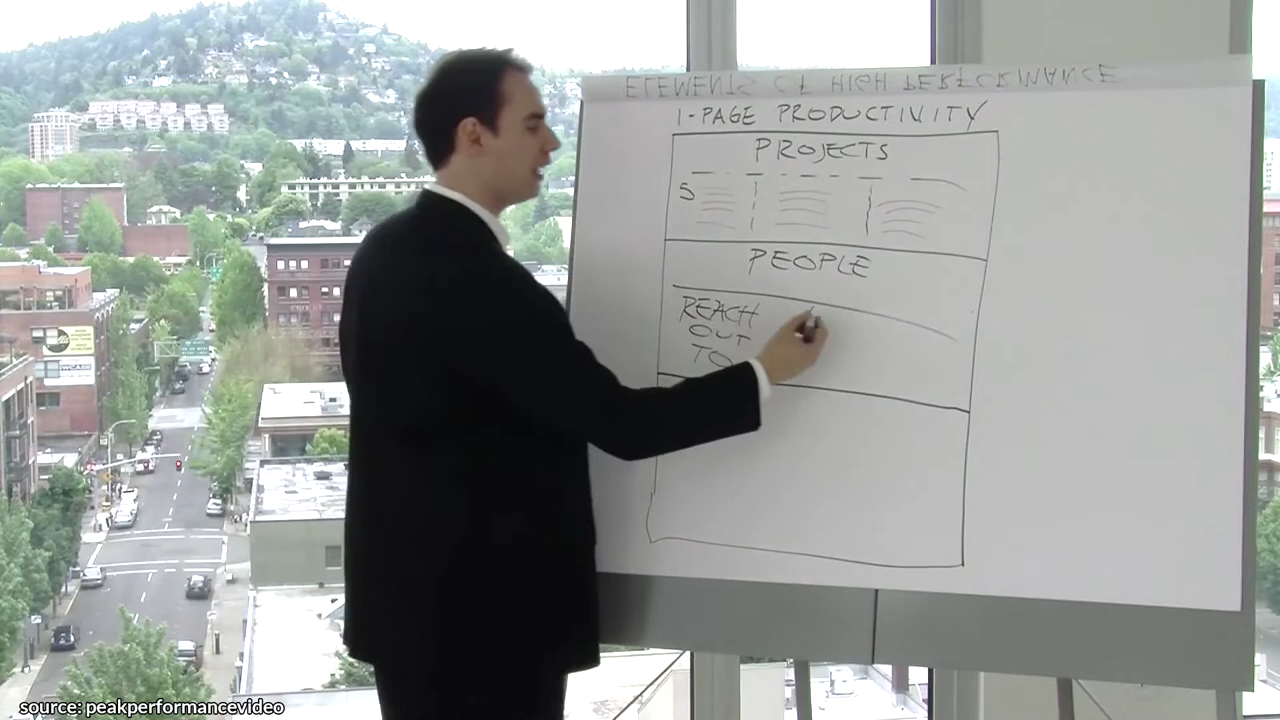 ELEMENTS OF HIGH PERFORMANCE
1-PAGE PRODUCTIVITY
PROJECTS
5
PEOPLE
REACH
OUT
TO
source: peakperformancevideo